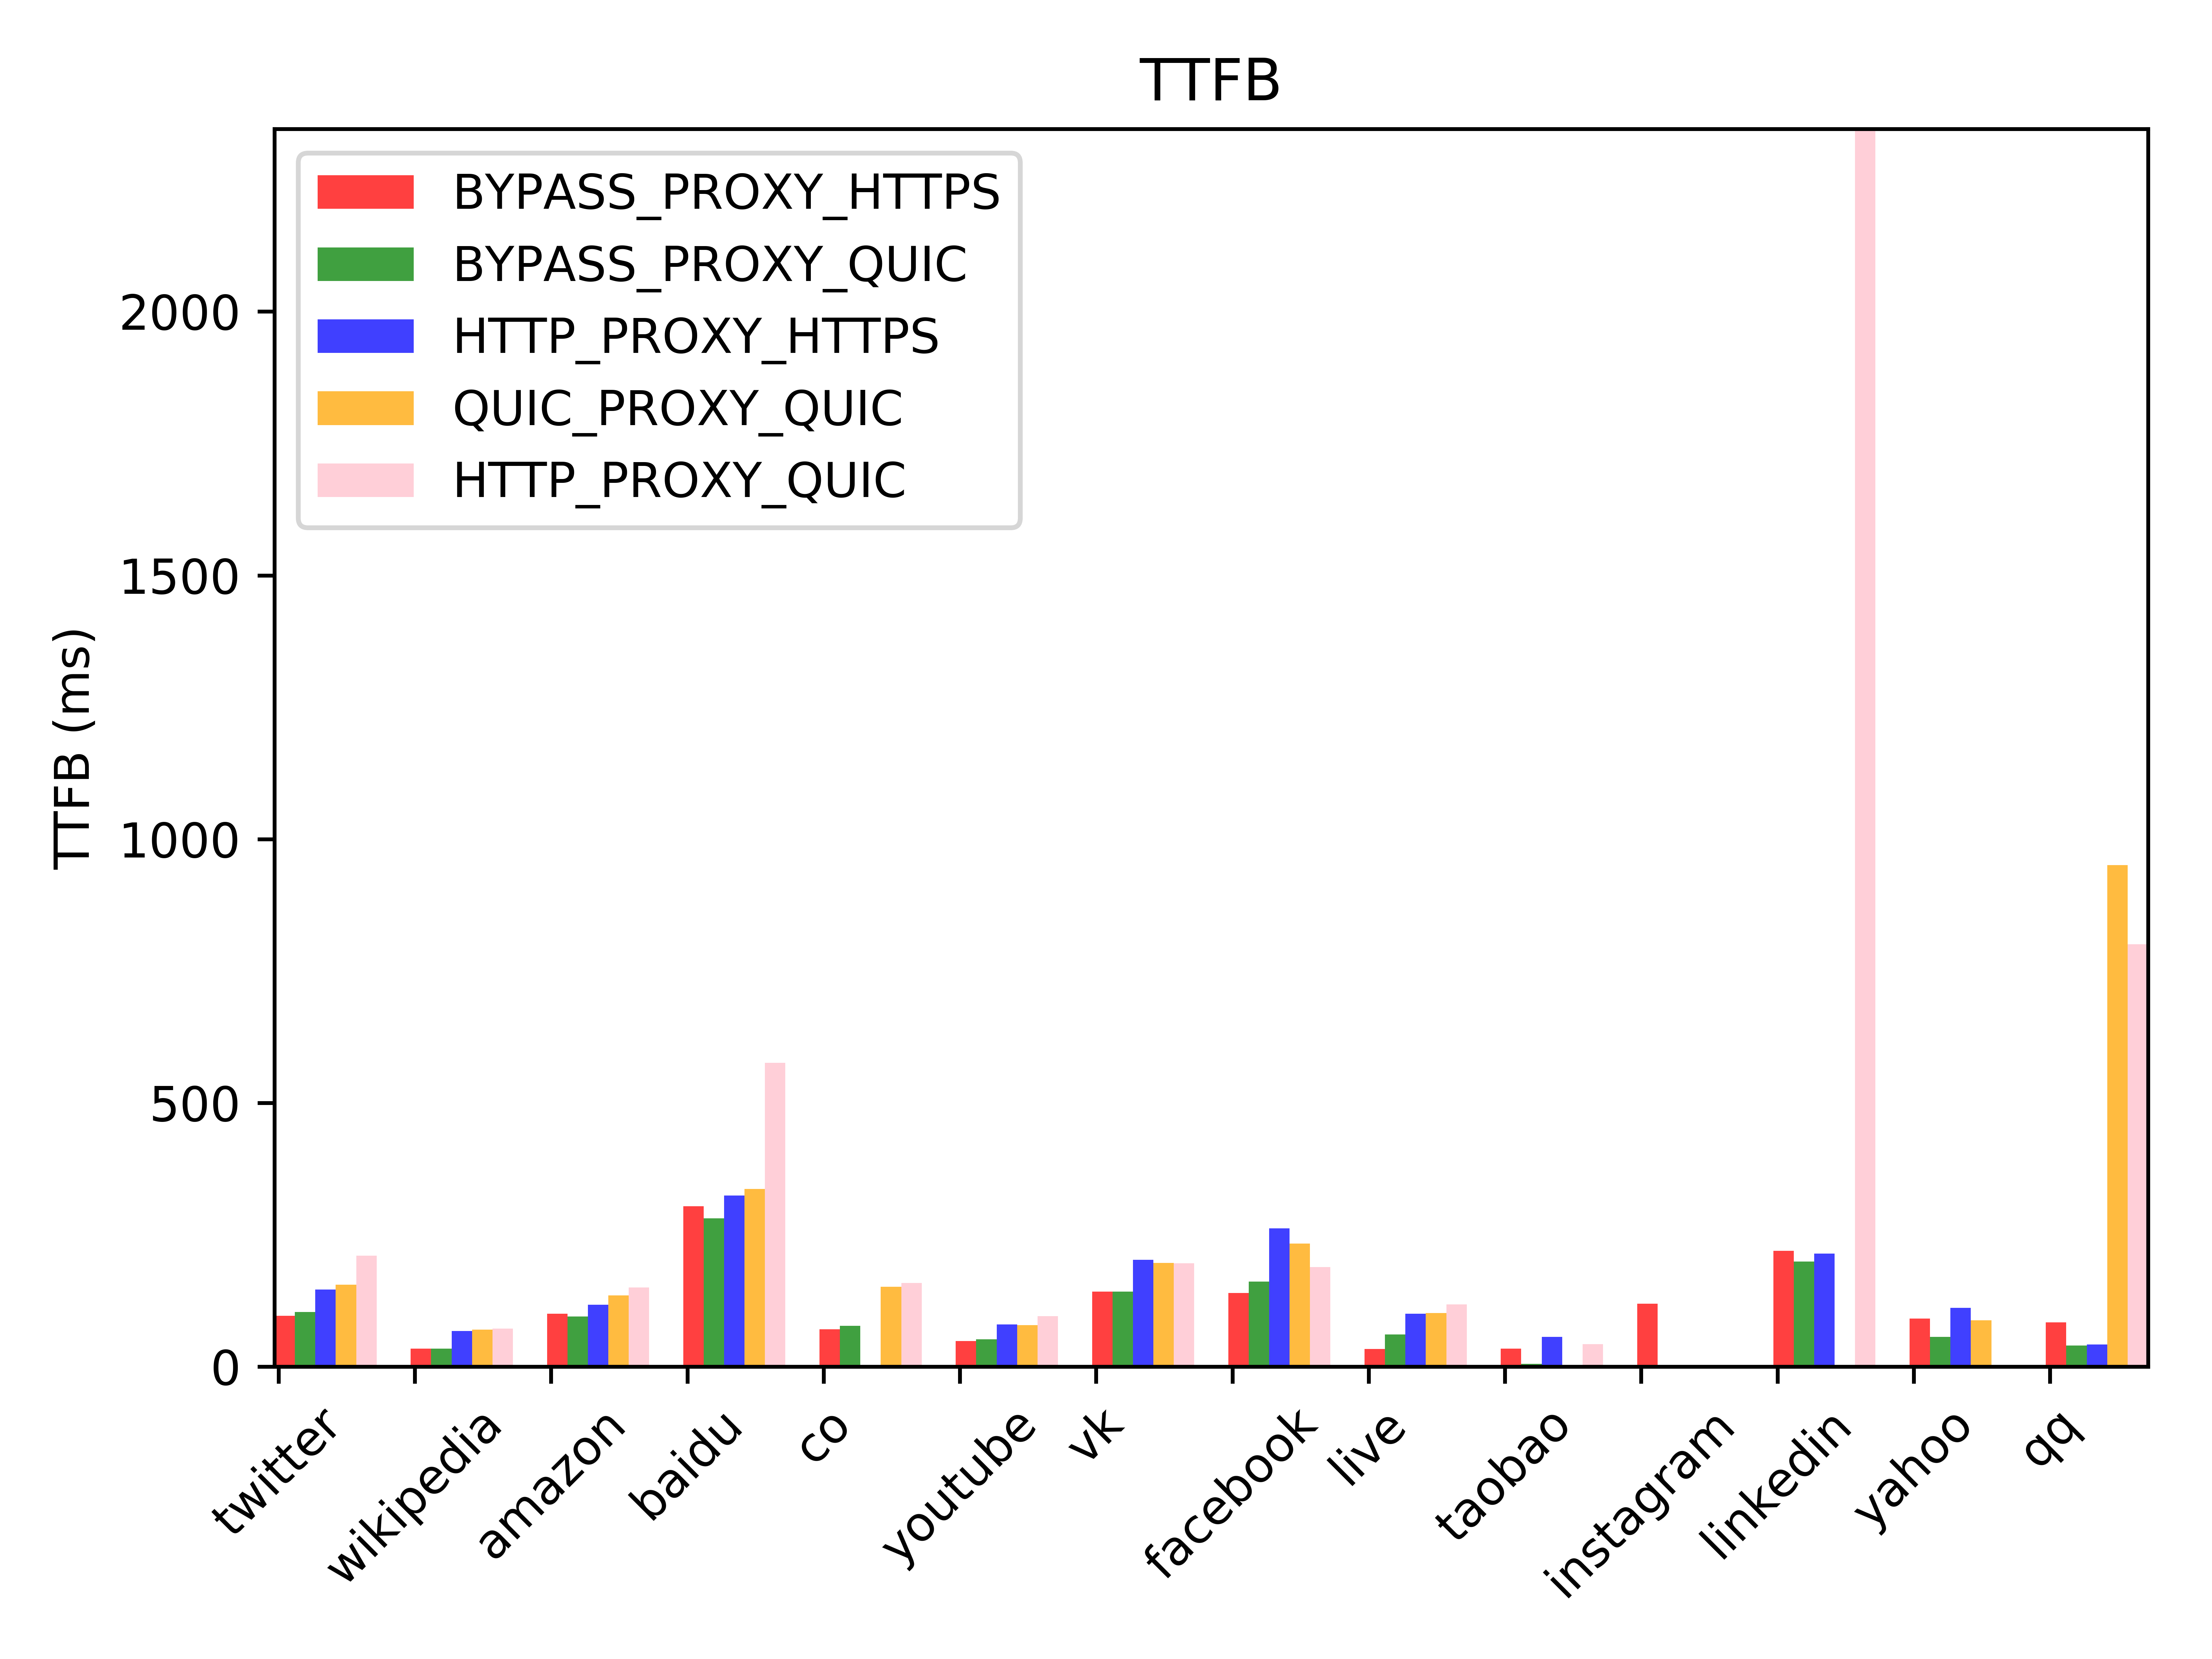 TTFB
BYPASS_PROXY_HTTPS
BYPASS_PROXY_QUIC
HTTP_PROXY_HTTPS
QUIC_PROXY_QUIC
HTTP_PROXY_QUIC
TTFB (ms)
2000
1500
1000
500
0
twitter
wikipedia
amazon
baidu
co
youtube
vk
facebook
live
taobao
instagram
linkedin
yahoo
qq